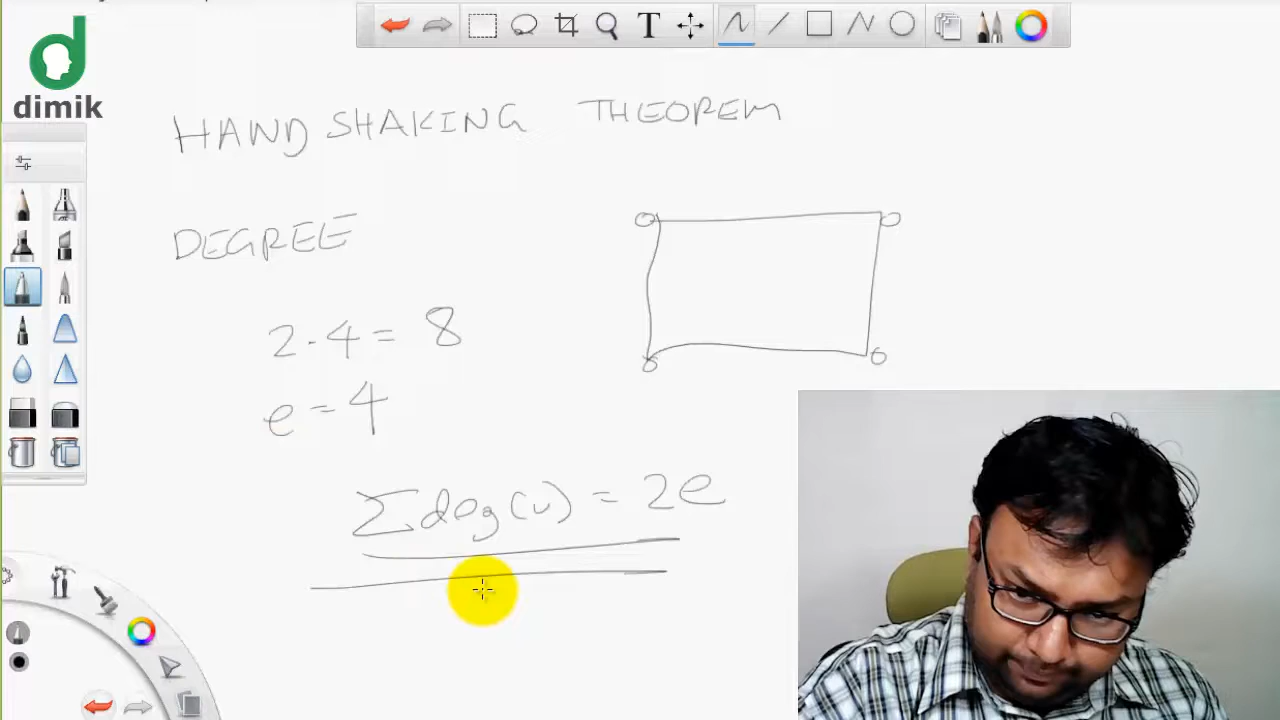 dimik
T
HAND SHAKING THEOREM
DEGREE
2·4 = 8
e = 4
∑deg(v) = 2e